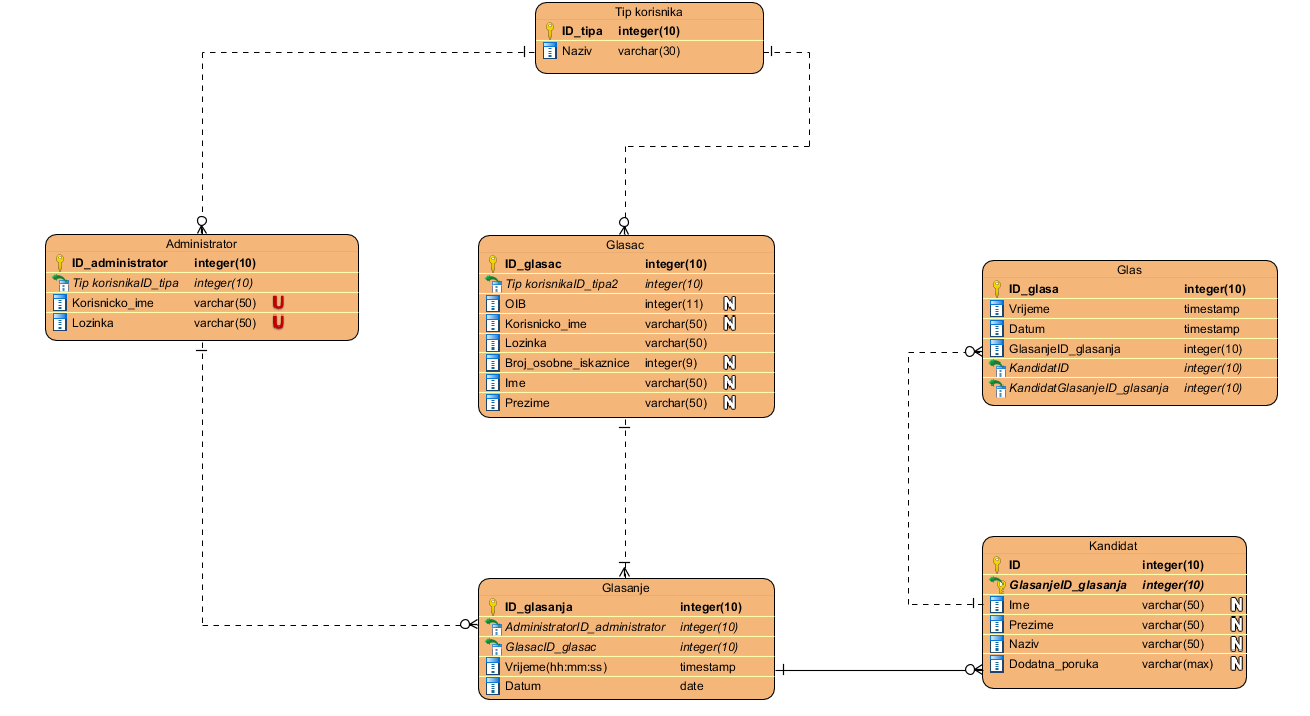 Tip korisnika
ID_tipa integer(10)
Naziv varchar(30)
Administrator
ID_administrator integer(10)
Tip korisnikaID_tipa integer(10)
Korisnicko_ime varchar(50) U
Lozinka varchar(50) U
Glasac
ID_glasac integer(10)
Tip korisnikaID_tipa2 integer(10)
OIB integer(11) N
Korisnicko_ime varchar(50) N
Lozinka varchar(50)
Broj_osobne_iskaznice integer(9) N
Ime varchar(50) N
Prezime varchar(50) N
Glas
ID_glasa integer(10)
Vrijeme timestamp
Datum timestamp
GlasanjeID_glasanja integer(10)
KandidatID integer(10)
KandidatGlasanjeID_glasanja integer(10)
Glasanje
ID_glasanja integer(10)
AdministratorID_administrator integer(10)
GlasacID_glasac integer(10)
Vrijeme(hh:mm:ss) timestamp
Datum date
Kandidat
ID integer(10)
GlasanjeID_glasanja integer(10)
Ime varchar(50) N
Prezime varchar(50) N
Naziv varchar(50) N
Dodatna_poruka varchar(max) N